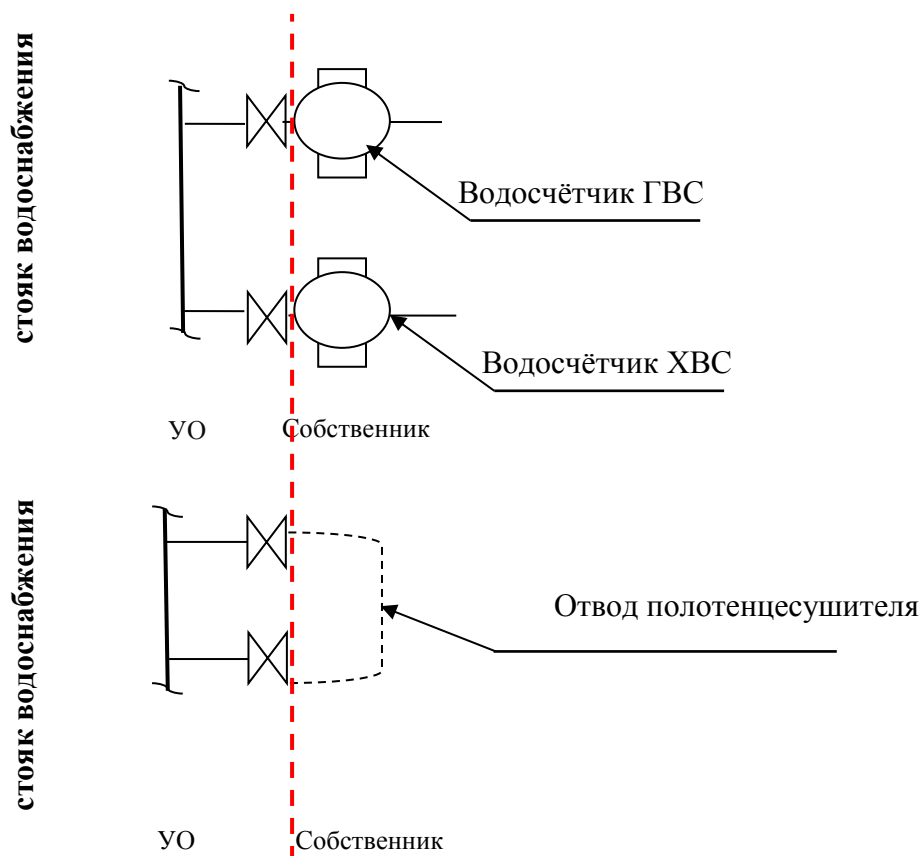 стояк водоснабжения
Водосчётчик ГВС
Водосчётчик ХВС
УО
Собственник
стояк водоснабжения
Отвод полотенцесушителя
УО
Собственник